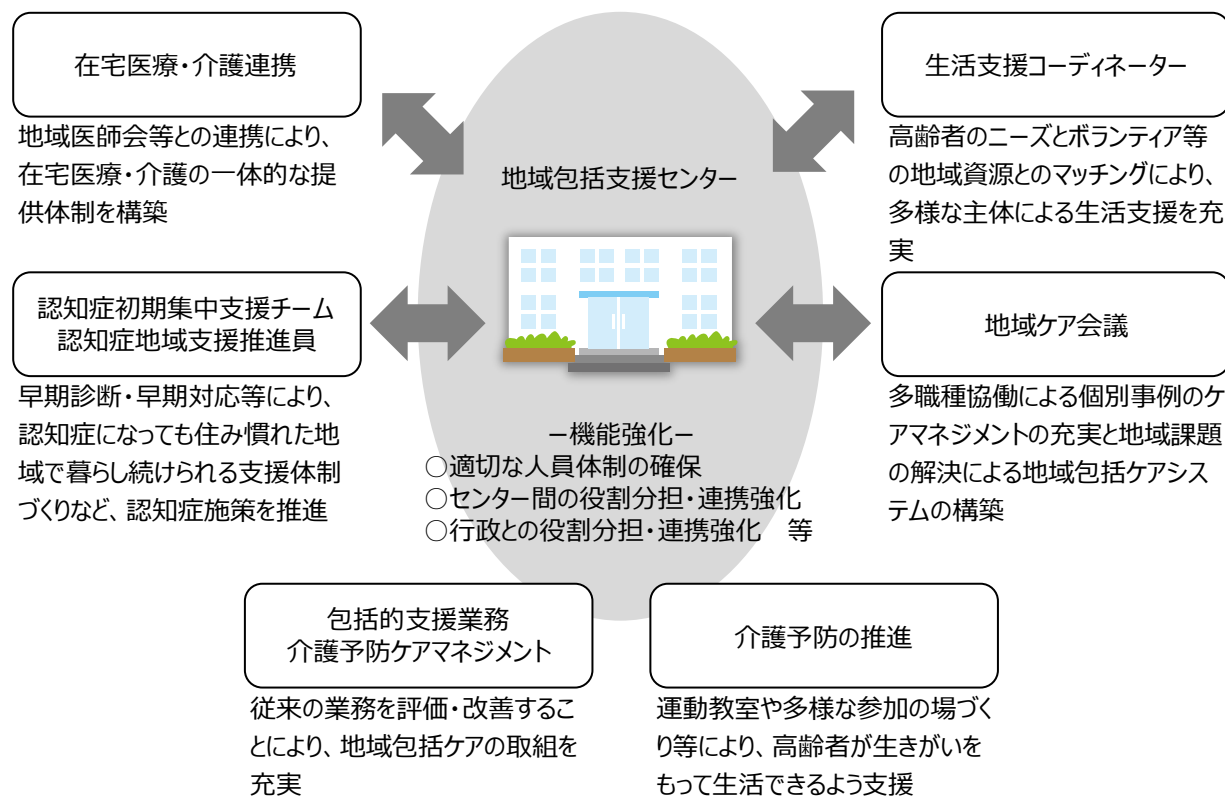 在宅医療・介護連携
地域医師会等との連携により、
在宅医療・介護の一体的な提
供体制を構築
認知症初期集中支援チーム
認知症地域支援推進員
早期診断・早期対応等により、
認知症になっても住み慣れた地
域で暮らし続けられる支援体制
づくりなど、認知症施策を推進
地域包括支援センター
－機能強化－
○適切な人員体制の確保
○センター間の役割分担・連携強化
○行政との役割分担・連携強化　等
生活支援コーディネーター
高齢者のニーズとボランティア等
の地域資源とのマッチングにより、
多様な主体による生活支援を充
実
地域ケア会議
多職種協働による個別事例のケ
アマネジメントの充実と地域課題
の解決による地域包括ケアシス
テムの構築
包括的支援業務
介護予防ケアマネジメント
従来の業務を評価・改善するこ
とにより、地域包括ケアの取組を
充実
介護予防の推進
運動教室や多様な参加の場づく
り等により、高齢者が生きがいを
もって生活できるよう支援